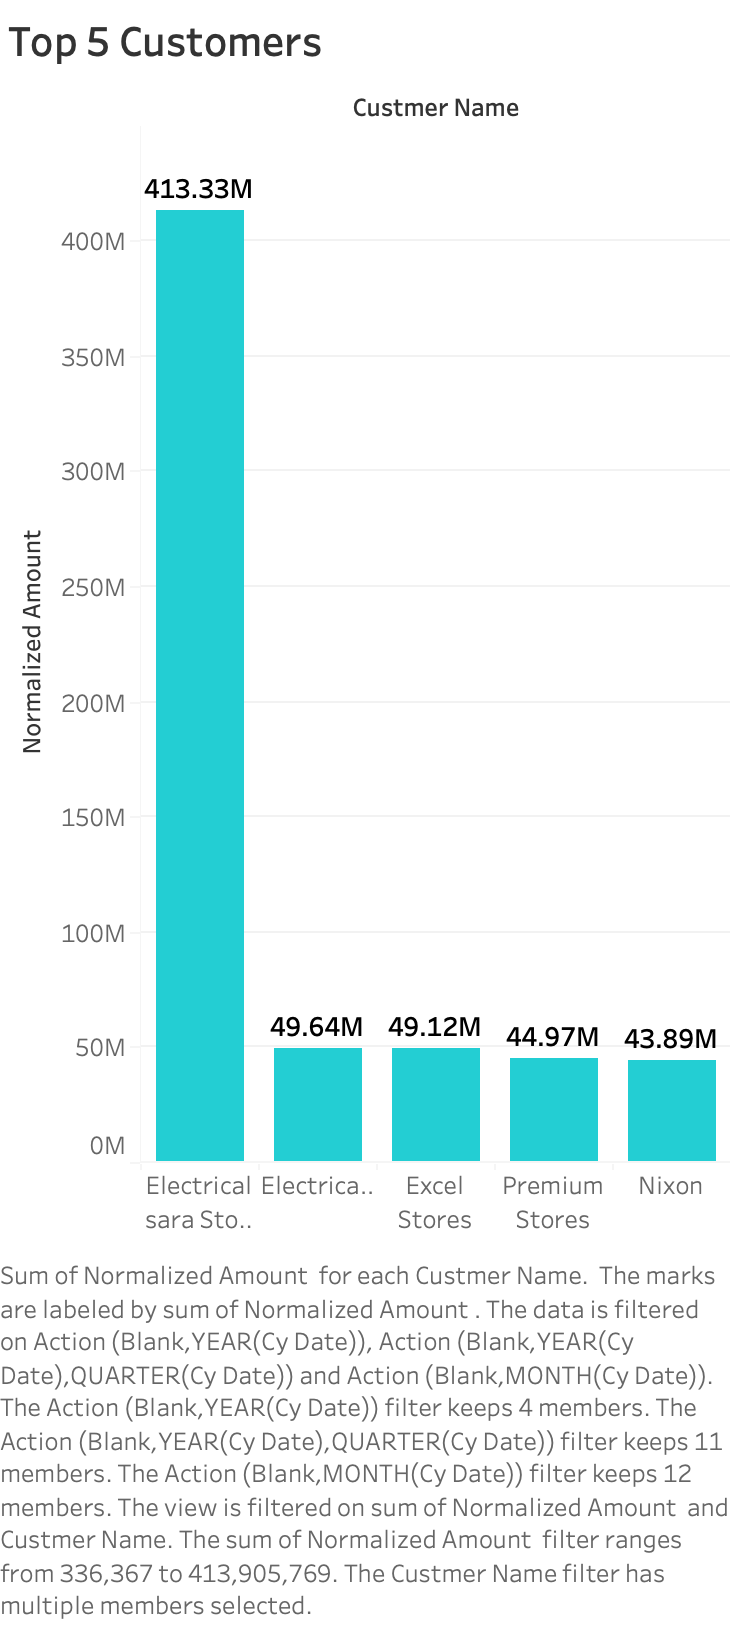 Top 5 Customers
Custmer Name
413.33M
400M
350M
300M
250M
200M
150M
100M
50M
0M
Normalized Amount
49.64M
49.12M
44.97M
43.89M
Electrical
sara Sto..
Electrica..
Excel
Stores
Premium
Stores
Nixon
Sum of Normalized Amount  for each Custmer Name.  The marks
are labeled by sum of Normalized Amount . The data is filtered
on Action (Blank,YEAR(Cy Date)), Action (Blank,YEAR(Cy
Date),QUARTER(Cy Date)) and Action (Blank,MONTH(Cy Date)).
The Action (Blank,YEAR(Cy Date)) filter keeps 4 members. The
Action (Blank,YEAR(Cy Date),QUARTER(Cy Date)) filter keeps 11
members. The Action (Blank,MONTH(Cy Date)) filter keeps 12
members. The view is filtered on sum of Normalized Amount  and
Custmer Name. The sum of Normalized Amount  filter ranges
from 336,367 to 413,905,769. The Custmer Name filter has
multiple members selected.